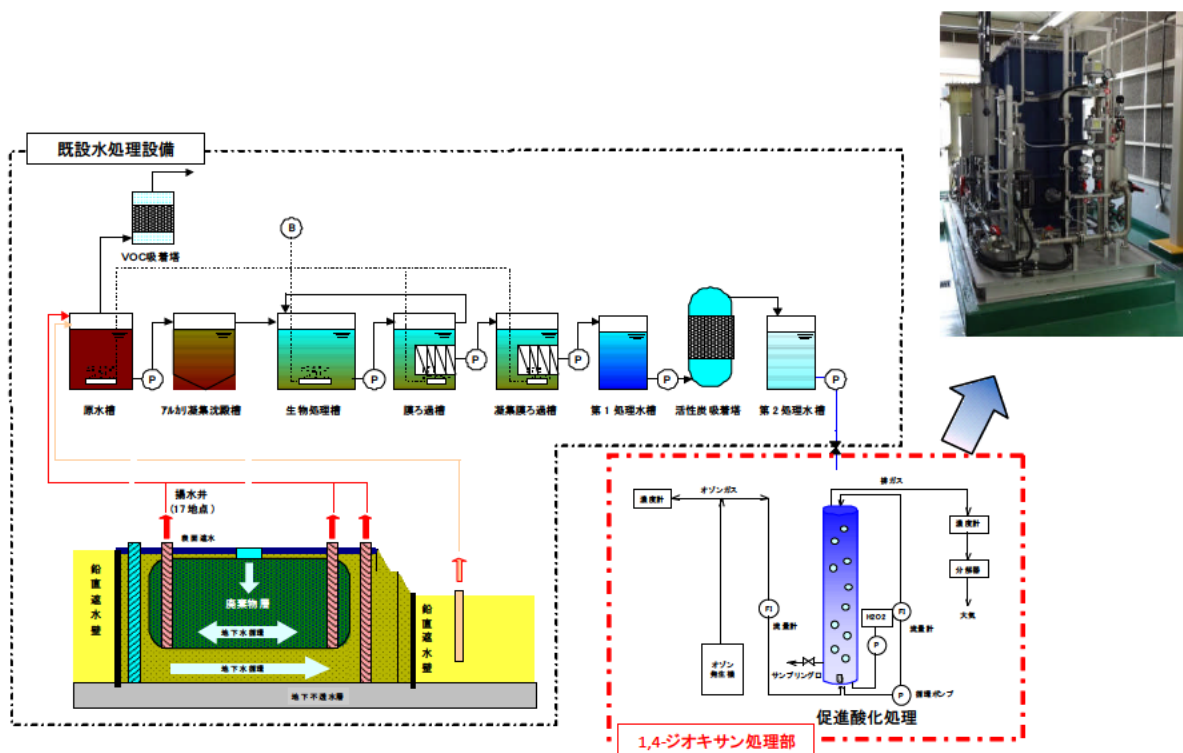 既設水処理設備
VOC吸着塔
B
P
P
P
P
P
P
原水槽
アルカリ凝集沈殿槽
生物処理槽
膜ろ過槽
凝集膜ろ過槽
第1処理水槽
活性炭吸着塔
第2処理水槽
揚水井
(17地点)
表面遮水
鉛直遮水壁
廃棄物層
地下水循環
地下水循環
鉛直遮水壁
地下不透水層
濃度計
オゾンガス
排ガス
濃度計
分解器
大気
FI
流量計
H2O2
FI
流量計
P
オゾン
発生機
サンプリング口
P
循環ポンプ
促進酸化処理
1,4-ジオキサン処理部